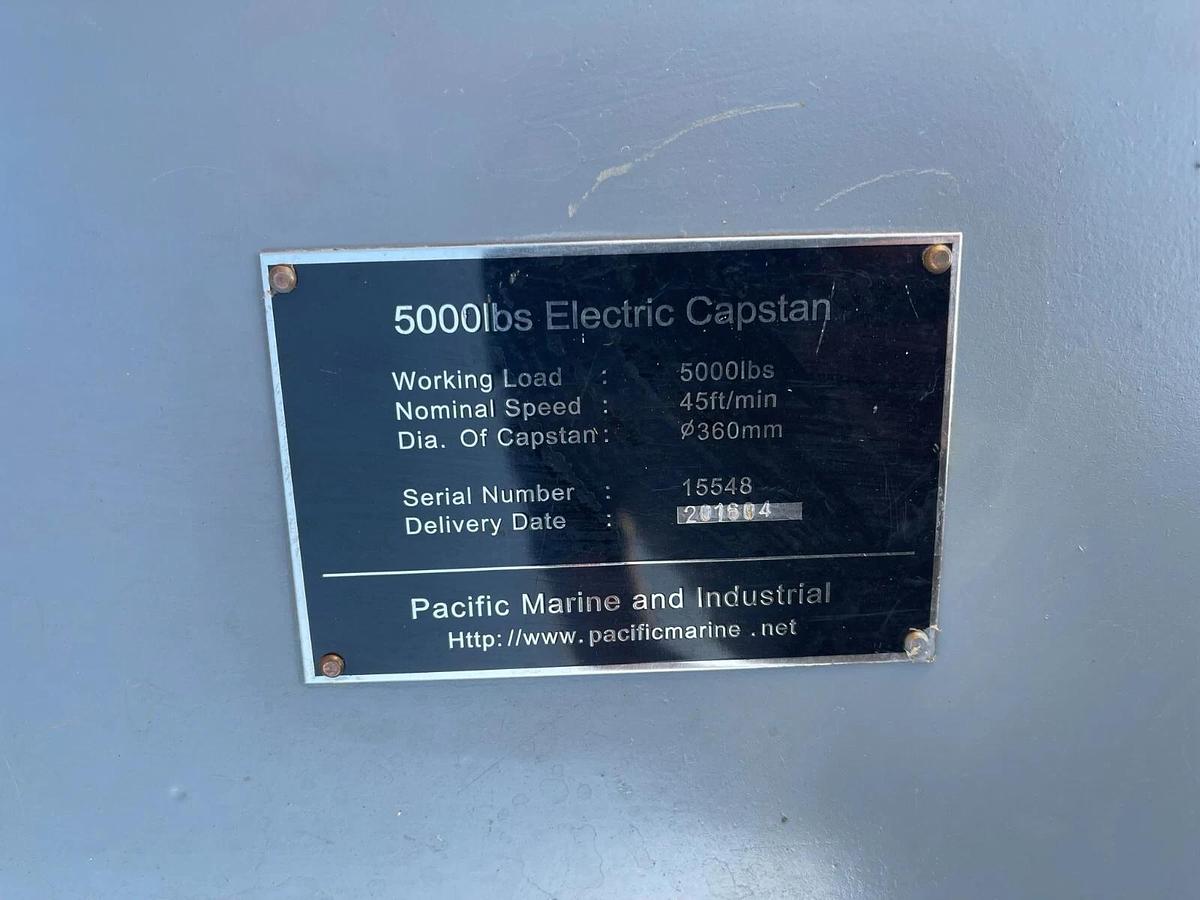 5000lbs Electric Capstan
Working Load : 5000lbs
Nominal Speed : 45ft/min
Dia. Of Capstan: Ø360mm
Serial Number : 15548
Delivery Date : 201604
Pacific Marine and Industrial
Http://www.pacificmarine.net